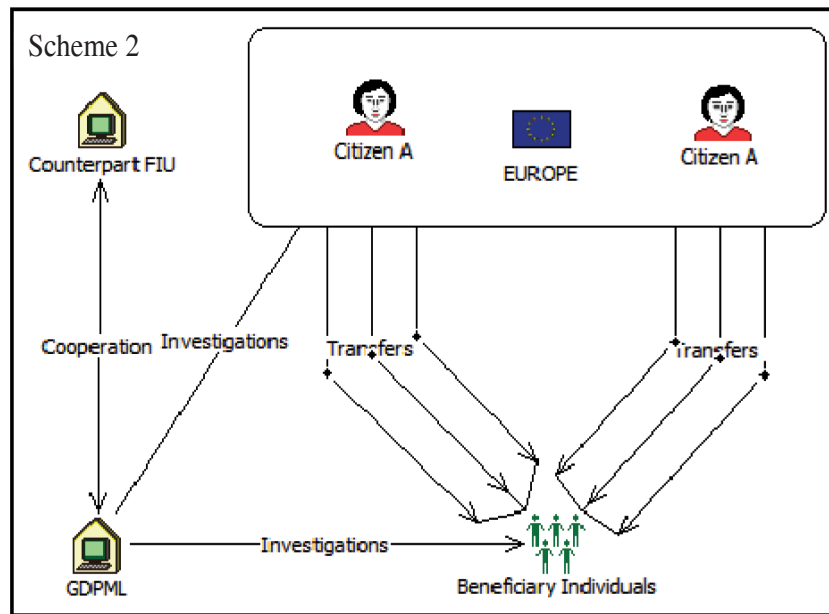 Scheme 2
Citizen A
EUROPE
Citizen A
Counterpart FIU
Cooperation
Investigations
Transfers
Transfers
GDPML
Investigations
Beneficiary Individuals